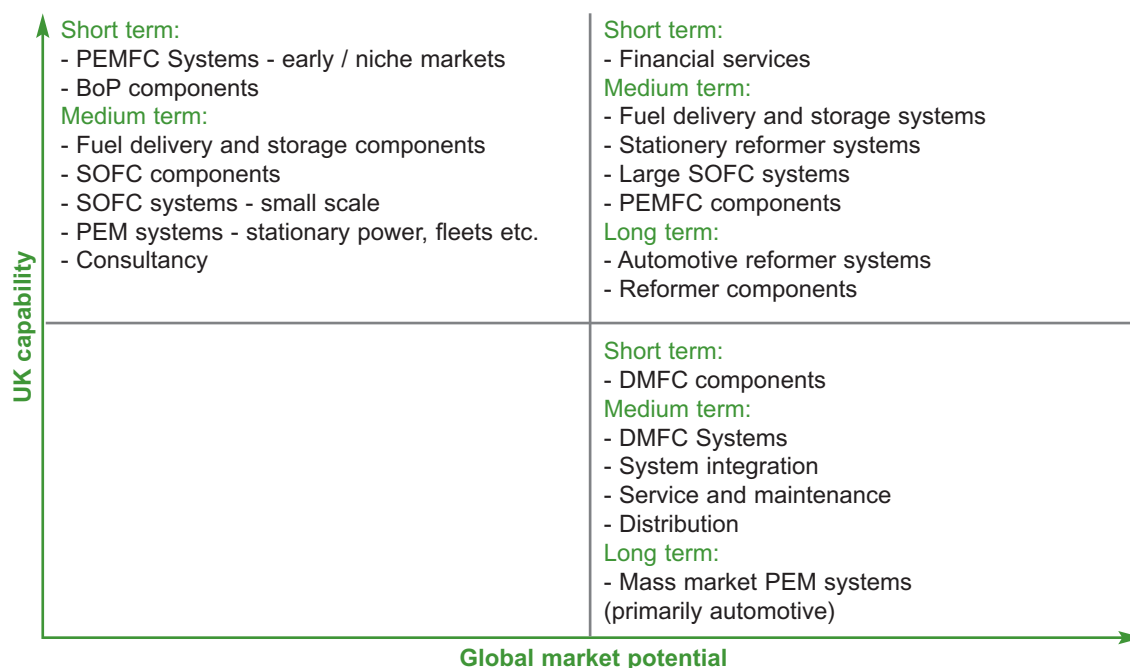 Short term:
- PEMFC Systems - early / niche markets
- BoP components
Medium term:
- Fuel delivery and storage components
- SOFC components
- SOFC systems - small scale
- PEM systems - stationary power, fleets etc.
- Consultancy
Short term:
- Financial services
Medium term:
- Fuel delivery and storage systems
- Stationery reformer systems
- Large SOFC systems
- PEMFC components
Long term:
- Automotive reformer systems
- Reformer components
Short term:
- DMFC components
Medium term:
- DMFC Systems
- System integration
- Service and maintenance
- Distribution
Long term:
- Mass market PEM systems
(primarily automotive)
UK capability
Global market potential